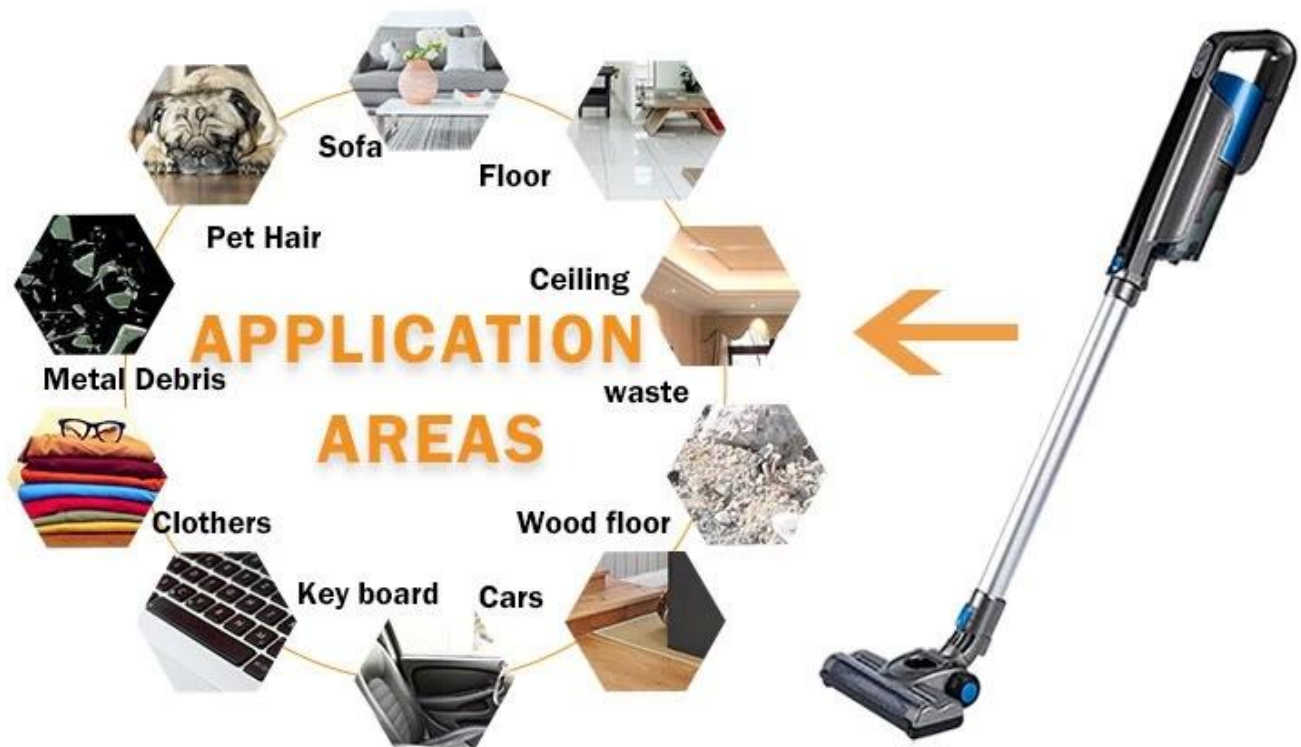 Sofa
Floor
Pet Hair
Ceiling
APPLICATION
Metal Debris
waste
AREAS
Clothers
Wood floor
Key board
Cars